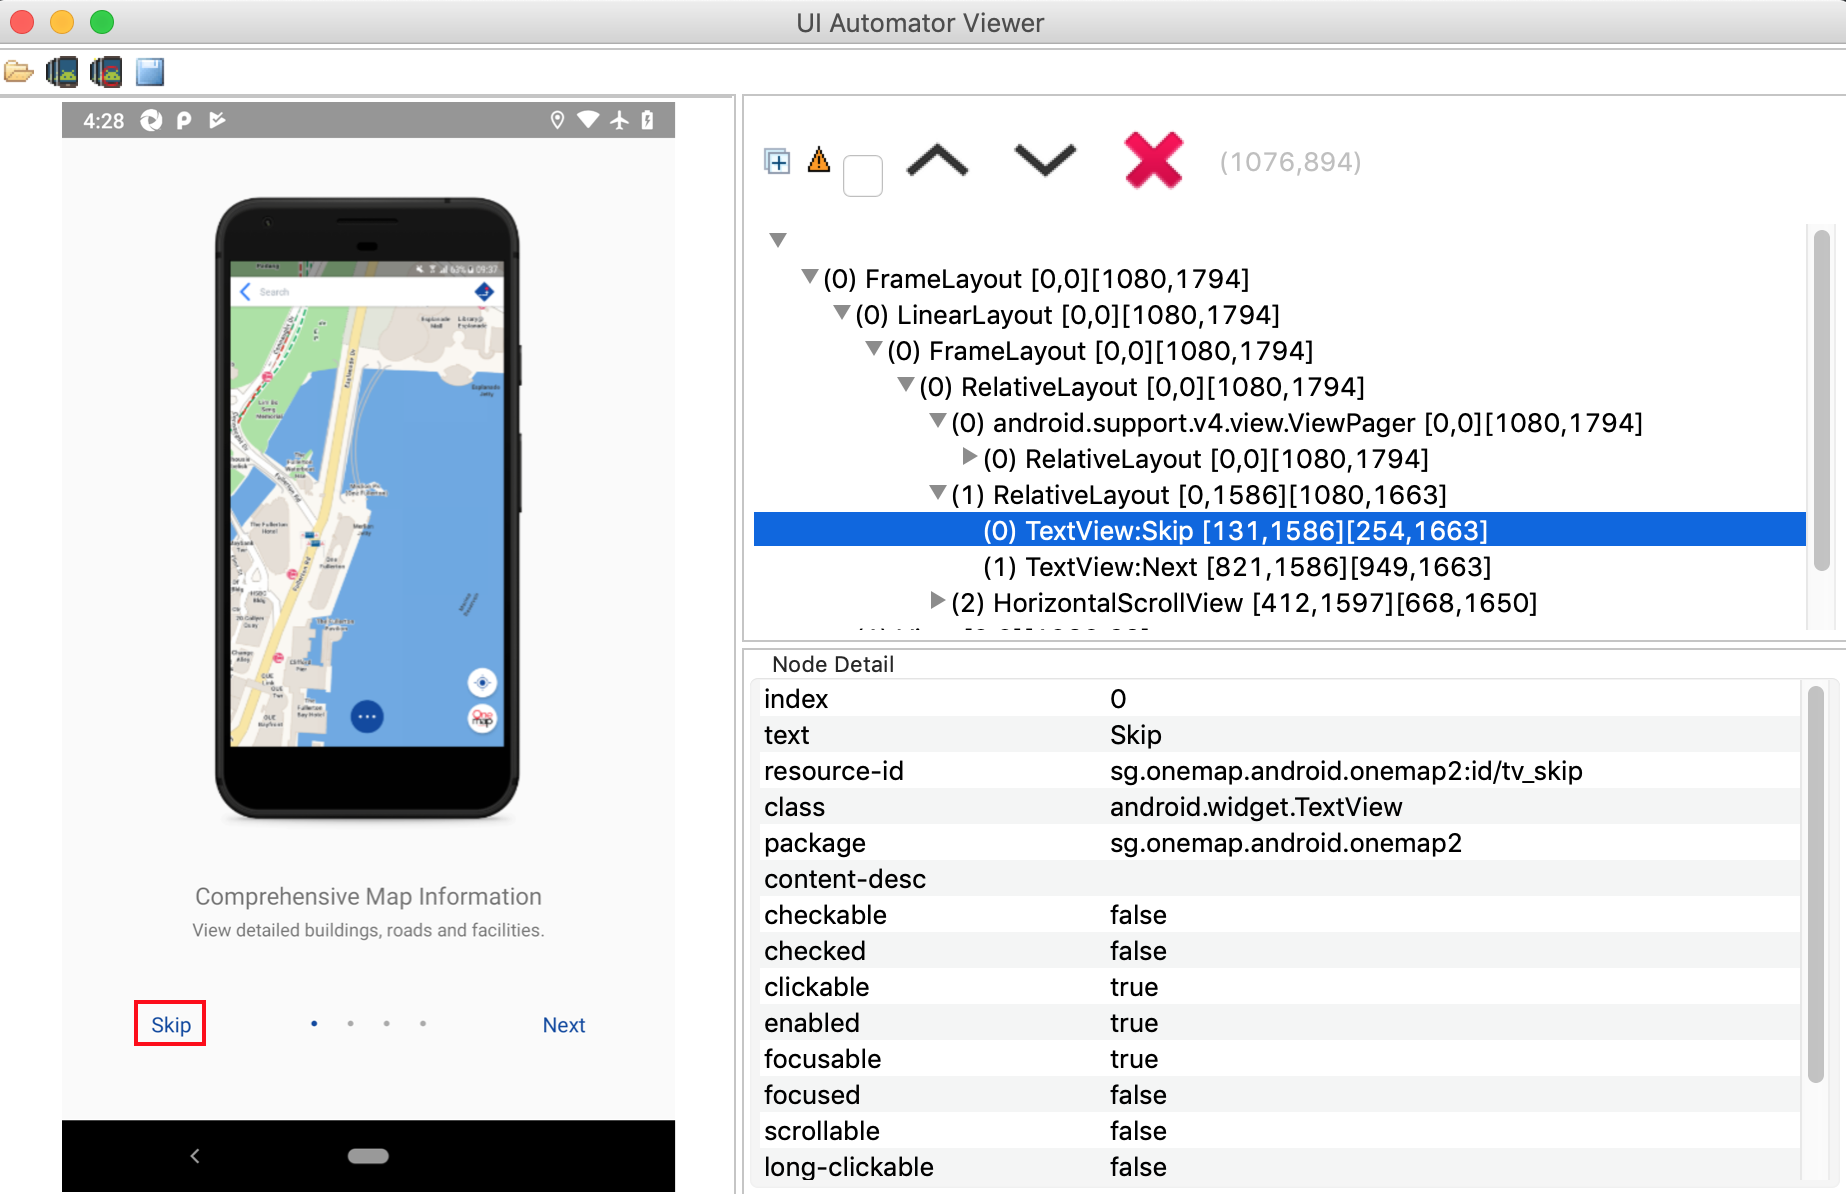 UI Automator Viewer
4:28
09:37
Search
Comprehensive Map Information
View detailed buildings, roads and facilities.
Skip
Next
(1076,894)
(0) FrameLayout [0,0][1080,1794]
(0) LinearLayout [0,0][1080,1794]
(0) FrameLayout [0,0][1080,1794]
(0) RelativeLayout [0,0][1080,1794]
(0) android.support.v4.view.ViewPager [0,0][1080,1794]
(0) RelativeLayout [0,0][1080,1794]
(1) RelativeLayout [0,1586][1080,1663]
(0) TextView:Skip [131,1586][254,1663]
(1) TextView:Next [821,1586][949,1663]
(2) HorizontalScrollView [412,1597][668,1650]
Node Detail
index 0
text Skip
resource-id sg.onemap.android.onemap2:id/tv_skip
class android.widget.TextView
package sg.onemap.android.onemap2
content-desc
checkable false
checked false
clickable true
enabled true
focusable true
focused false
scrollable false
long-clickable false